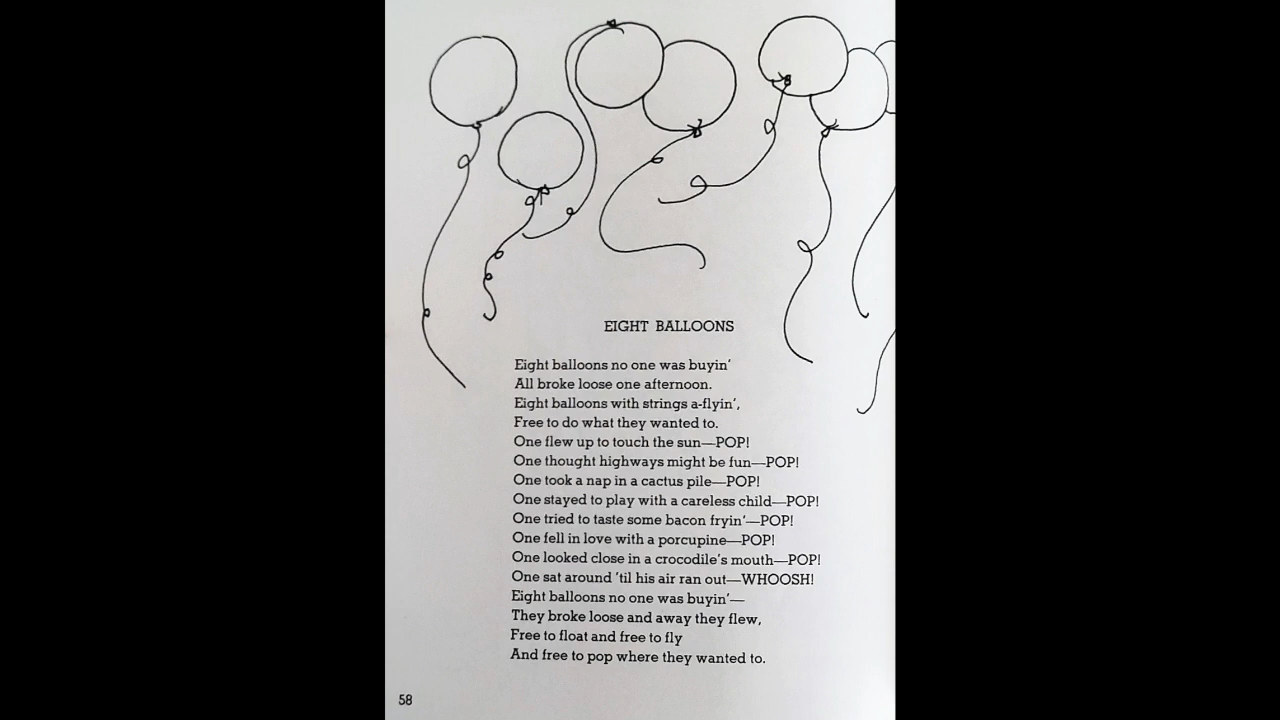 EIGHT BALLOONS
Eight balloons no one was buyin'
All broke loose one afternoon.
Eight balloons with strings a-flyin',
Free to do what they wanted to.
One flew up to touch the sun—POP!
One thought highways might be fun—POP!
One took a nap in a cactus pile—POP!
One stayed to play with a careless child—POP!
One tried to taste some bacon fryin'—POP!
One fell in love with a porcupine—POP!
One looked close in a crocodile's mouth—POP!
One sat around 'til his air ran out—WHOOSH!
Eight balloons no one was buyin'—
They broke loose and away they flew,
Free to float and free to fly
And free to pop where they wanted to.
58